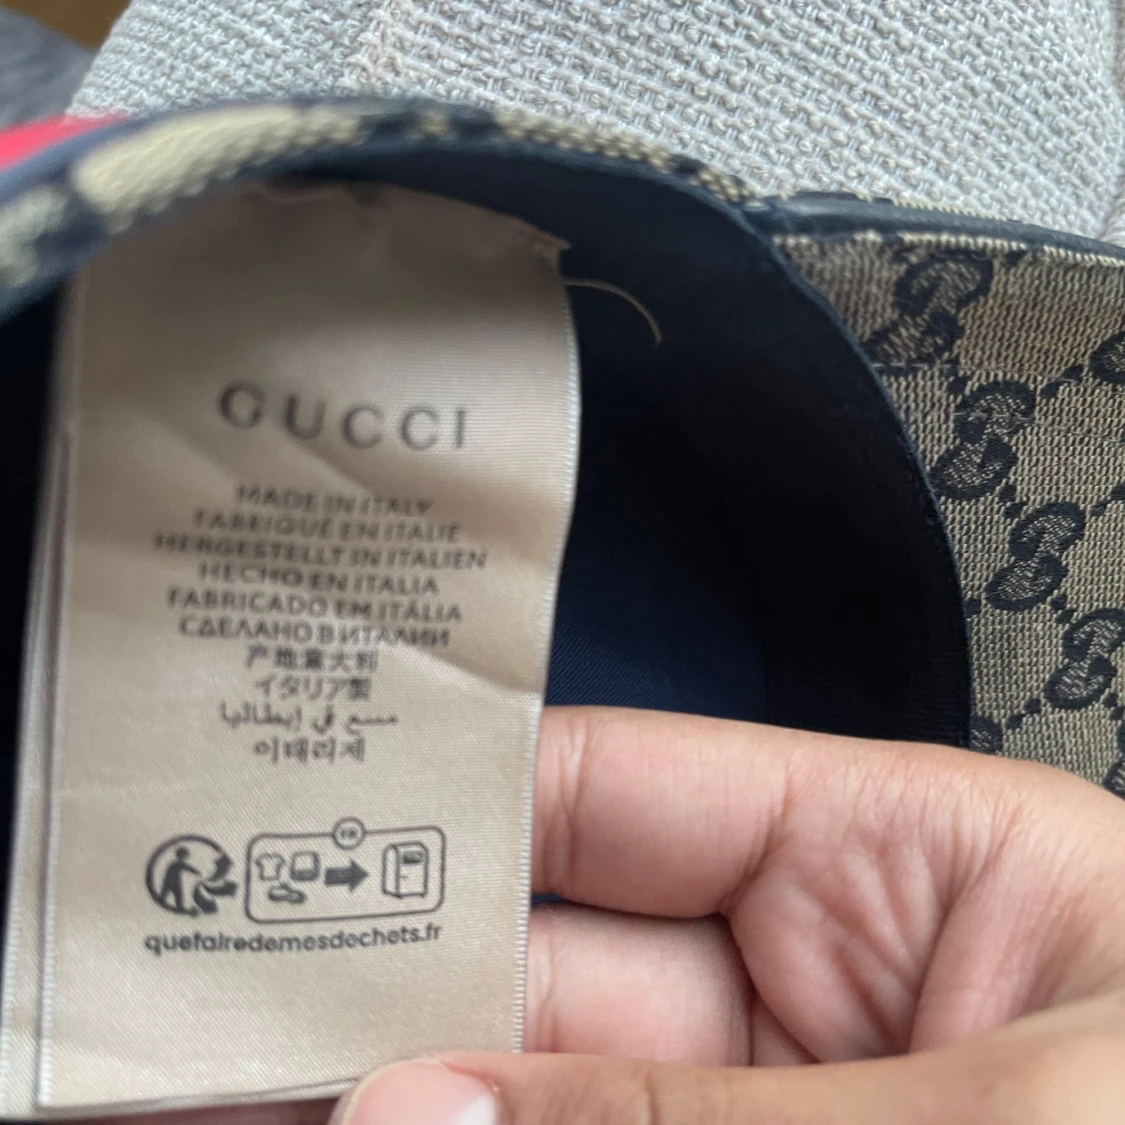 GUCCI
MADE IN ITALY
FABRIQUÉ EN ITALIE
HERGESTELLT IN ITALIEN
HECHO EN ITALIA
FABRICADO EM ITÁLIA
СДЕЛАНО В ИТАЛИИ
产地意大利
イタリア製
صنع في إيطاليا
이태리제
FR
quefairedemesdechets.fr